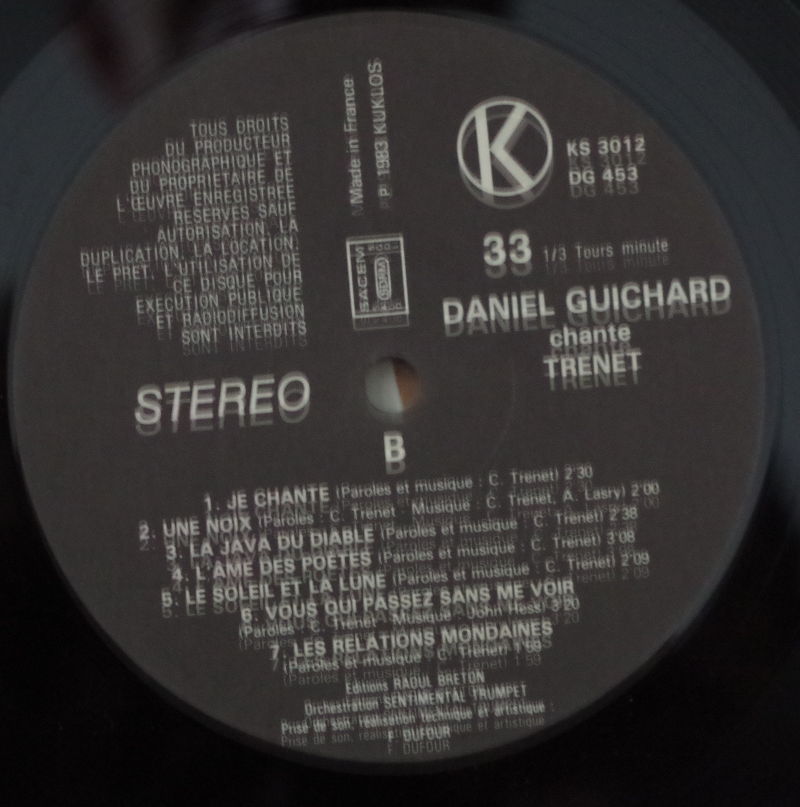 TOUS DROITS
DU PRODUCTEUR
PHONOGRAPHIQUE ET
DU PROPRIETAIRE DE
L'ŒUVRE ENREGISTREE
RESERVES SAUF
AUTORISATION, LA
DUPLICATION, LA LOCATION,
LE PRET, L'UTILISATION DE
CE DISQUE POUR
EXECUTION PUBLIQUE
ET RADIODIFFUSION
SONT INTERDITS
Made in France
P. 1983 KUKLOS
SACEM
K
KS 3012
DG 453
33 1/3 Tours minute
DANIEL GUICHARD
chante
TRENET
STEREO
B
1. JE CHANTE (Paroles et musique : C. Trenet) 2'30
2. UNE NOIX (Paroles : C. Trenet - Musique : C. Trenet, A. Lasry) 2'00
3. LA JAVA DU DIABLE (Paroles et musique : C. Trenet) 2'38
4. L'AME DES POETES (Paroles et musique : C. Trenet) 3'08
5. LE SOLEIL ET LA LUNE (Paroles et musique : C. Trenet) 2'09
6. VOUS QUI PASSEZ SANS ME VOIR
(Paroles : C. Trenet - Musique : John Hess) 3'20
7. LES RELATIONS MONDAINES
(Paroles et musique : C. Trenet) 1'59
Editions RAOUL BRETON
Orchestration SENTIMENTAL TRUMPET
Prise de son, réalisation technique et artistique :
F. DUFOUR